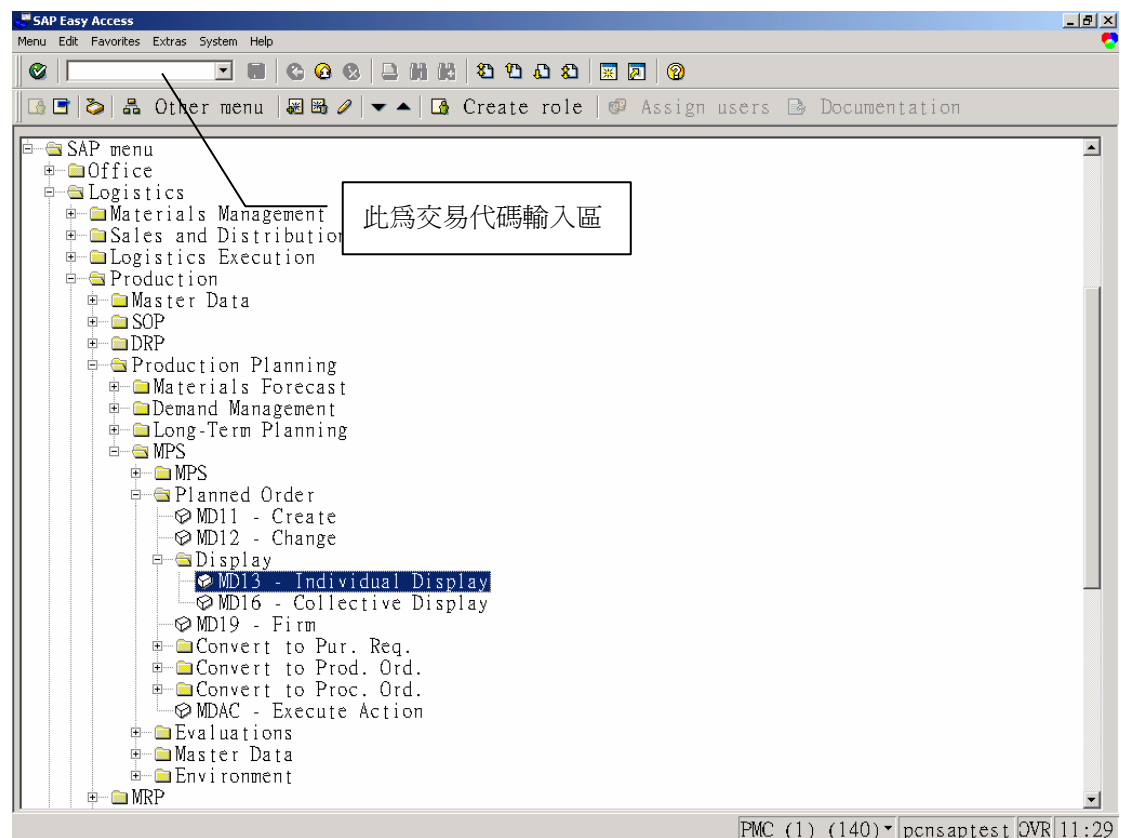 SAP Easy Access
Menu Edit Favorites Extras System Help
Other menu Create role Assign users Documentation
SAP menu
Office
Logistics
Materials Management
Sales and Distribution
Logistics Execution
Production
Master Data
SOP
DRP
Production Planning
Materials Forecast
Demand Management
Long-Term Planning
MPS
MPS
Planned Order
MD11 - Create
MD12 - Change
Display
MD13 - Individual Display
MD16 - Collective Display
MD19 - Firm
Convert to Pur. Req.
Convert to Prod. Ord.
Convert to Proc. Ord.
MDAC - Execute Action
Evaluations
Master Data
Environment
MRP
此爲交易代碼輸入區
PMC (1) (140) pcnsaptest OVR 11:29